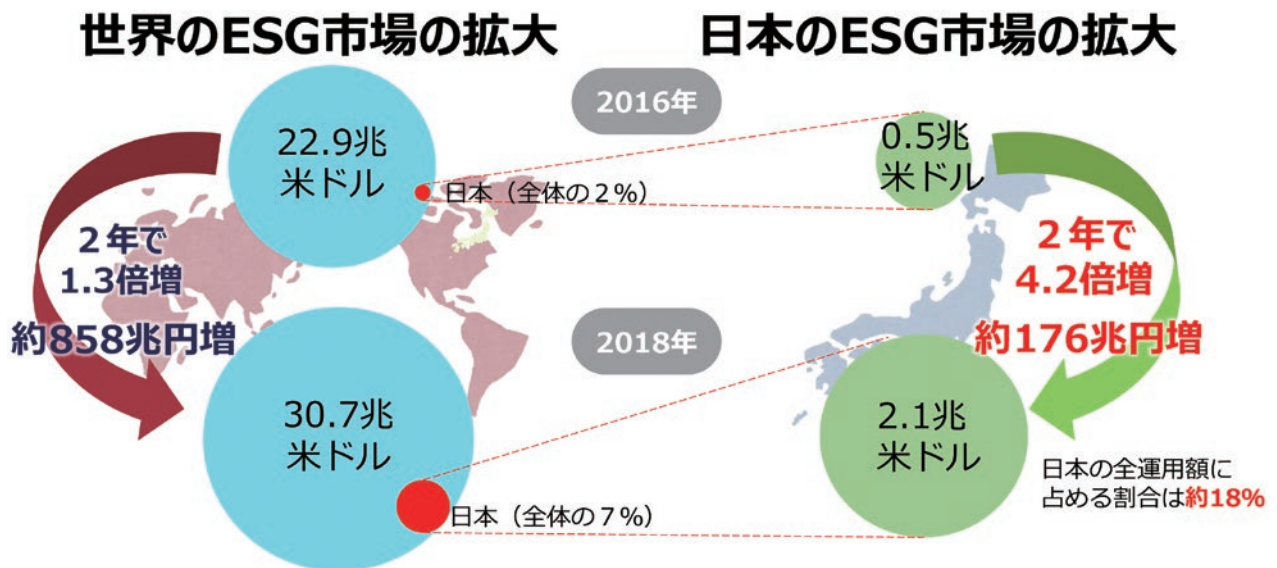 世界のESG市場の拡大
日本のESG市場の拡大
2016年
22.9兆
米ドル
日本（全体の２%）
0.5兆
米ドル
２年で
1.3倍増
約858兆円増
２年で
4.2倍増
約176兆円増
2018年
30.7兆
米ドル
日本（全体の７%）
2.1兆
米ドル
日本の全運用額に
占める割合は約18%